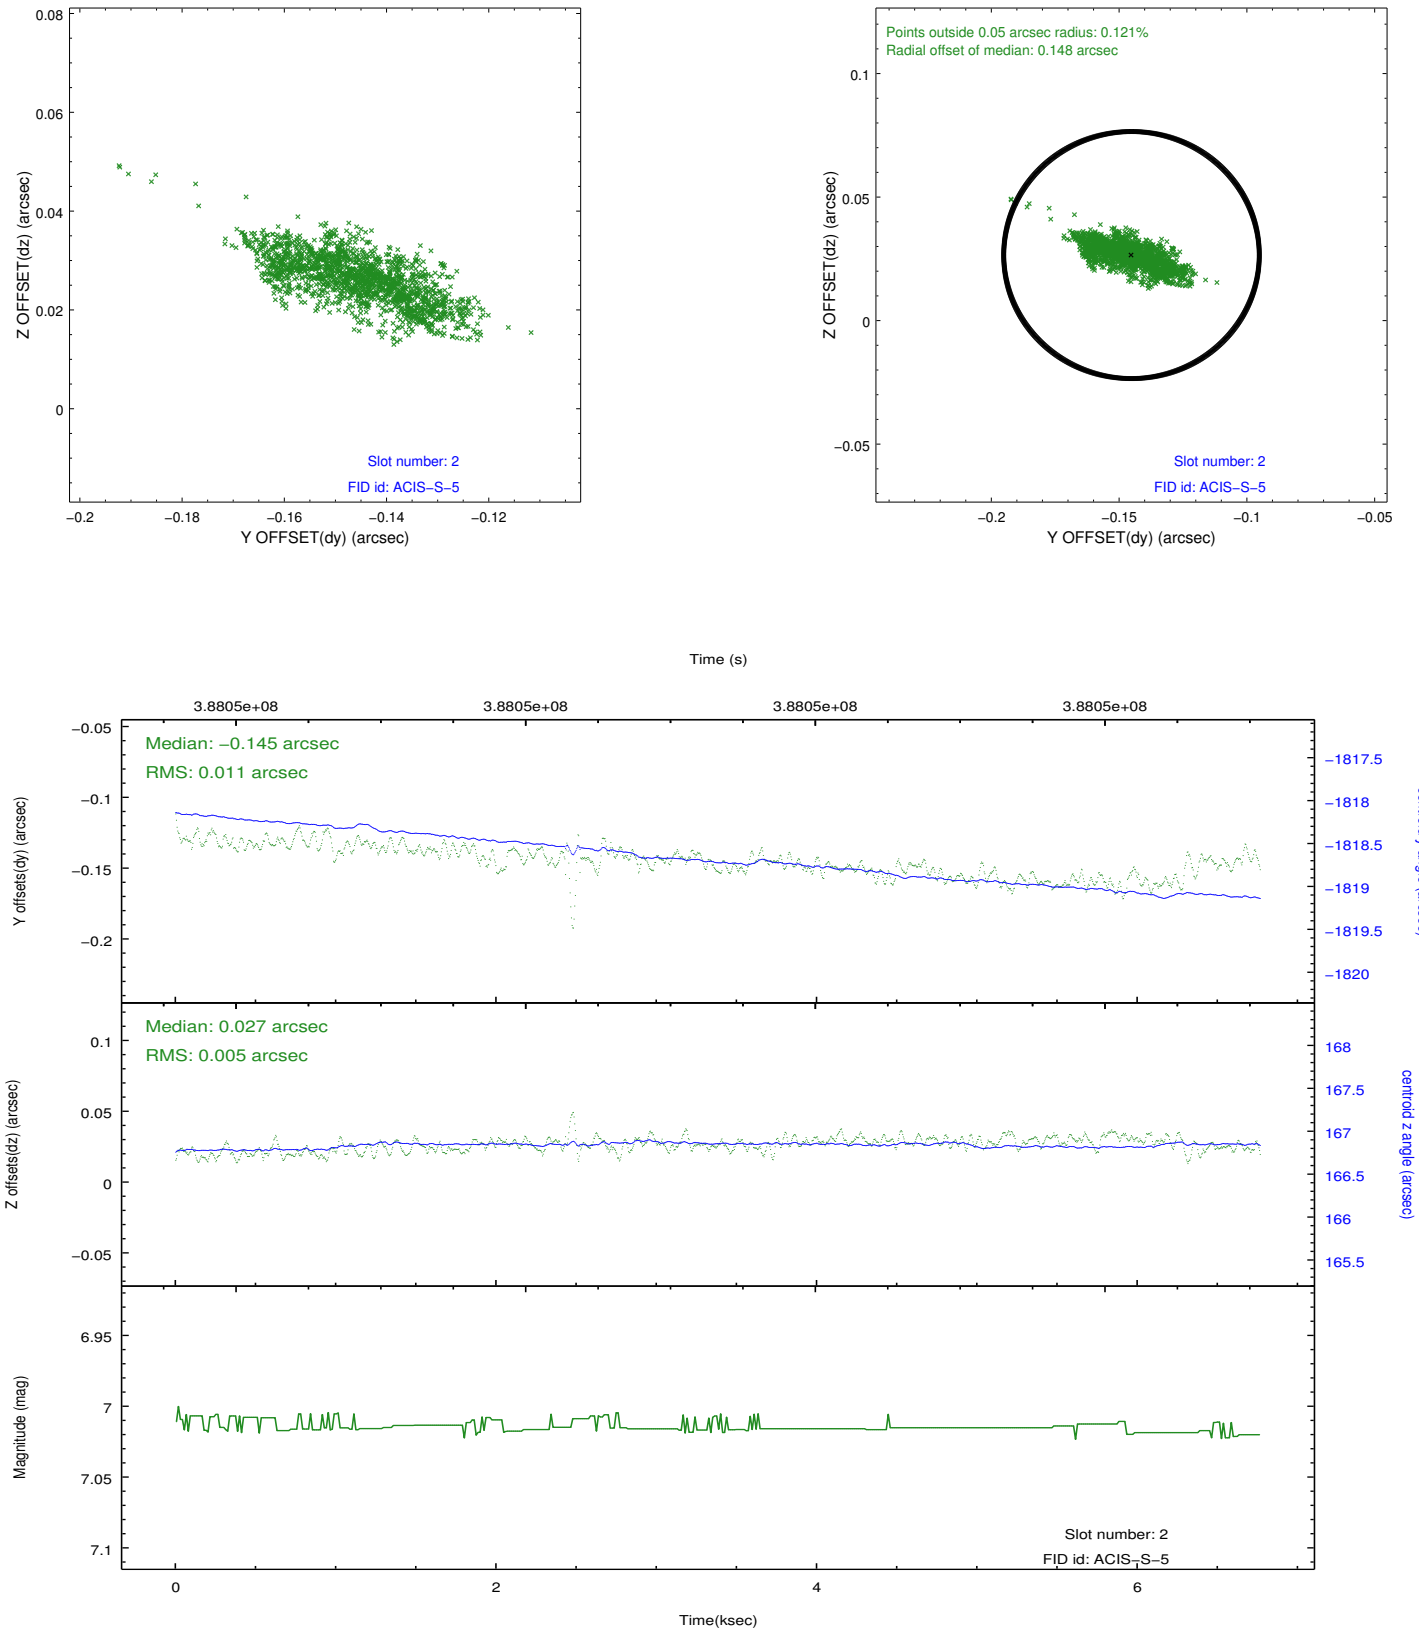 0.08
0.06
0.04
0.02
0
Z OFFSET(dz) (arcsec)
Slot number: 2
FID id: ACIS−S−5
−0.2 −0.18 −0.16 −0.14 −0.12
Y OFFSET(dy) (arcsec)
Points outside 0.05 arcsec radius: 0.121%
Radial offset of median: 0.148 arcsec
0.1
0.05
0
−0.05
Z OFFSET(dz) (arcsec)
Slot number: 2
FID id: ACIS−S−5
−0.2 −0.15 −0.1 −0.05
Y OFFSET(dy) (arcsec)
Time (s)
3.8805e+08 3.8805e+08 3.8805e+08 3.8805e+08
Median: −0.145 arcsec
RMS: 0.011 arcsec
−0.05
−0.1
−0.15
−0.2
Y offsets(dy) (arcsec)
−1817.5
−1818
−1818.5
−1819
−1819.5
−1820
Median: 0.027 arcsec
RMS: 0.005 arcsec
0.1
0.05
0
−0.05
Z offsets(dz) (arcsec)
168
167.5
167
166.5
166
165.5
centroid z angle (arcsec)
6.95
7
7.05
7.1
Magnitude (mag)
Slot number: 2
FID id: ACIS−S−5
0 2 4 6
Time(ksec)